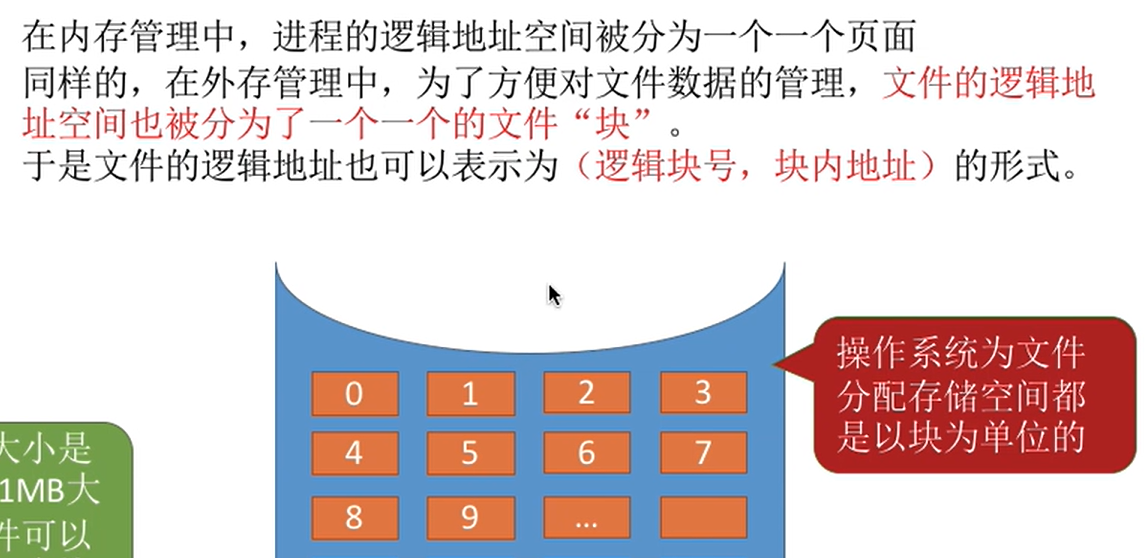 在内存管理中，进程的逻辑地址空间被分为一个一个页面
同样的，在外存管理中，为了方便对文件数据的管理，文件的逻辑地
址空间也被分为了一个一个的文件“块”。
于是文件的逻辑地址也可以表示为（逻辑块号，块内地址）的形式。
操作系统为文件
分配存储空间都
是以块为单位的
0 1 2 3
4 5 6 7
8 9 ...
大小是
1MB大
件可以